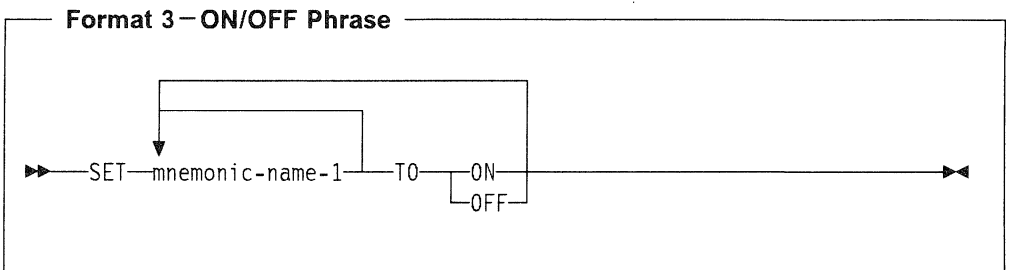 Format 3—ON/OFF Phrase
SET mnemonic-name-1 TO ON
OFF